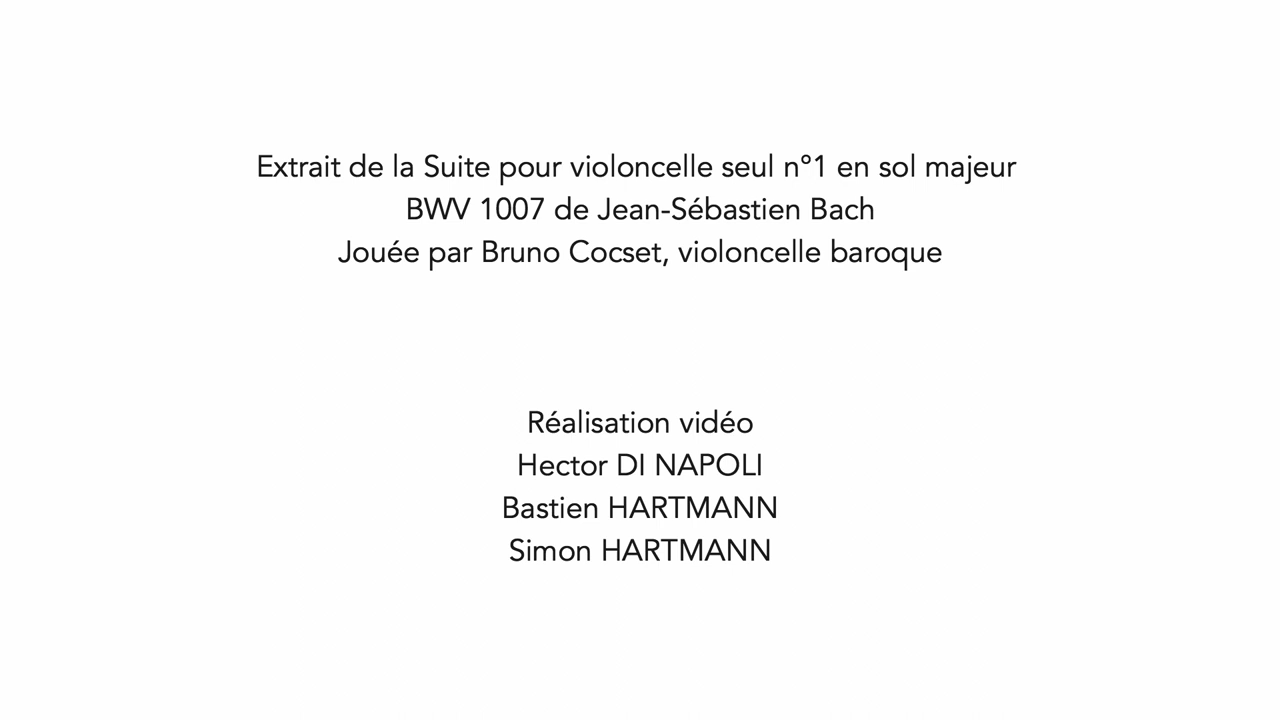 Extrait de la Suite pour violoncelle seul n°1 en sol majeur
BWV 1007 de Jean-Sébastien Bach
Jouée par Bruno Cocset, violoncelle baroque
Réalisation vidéo
Hector DI NAPOLI
Bastien HARTMANN
Simon HARTMANN